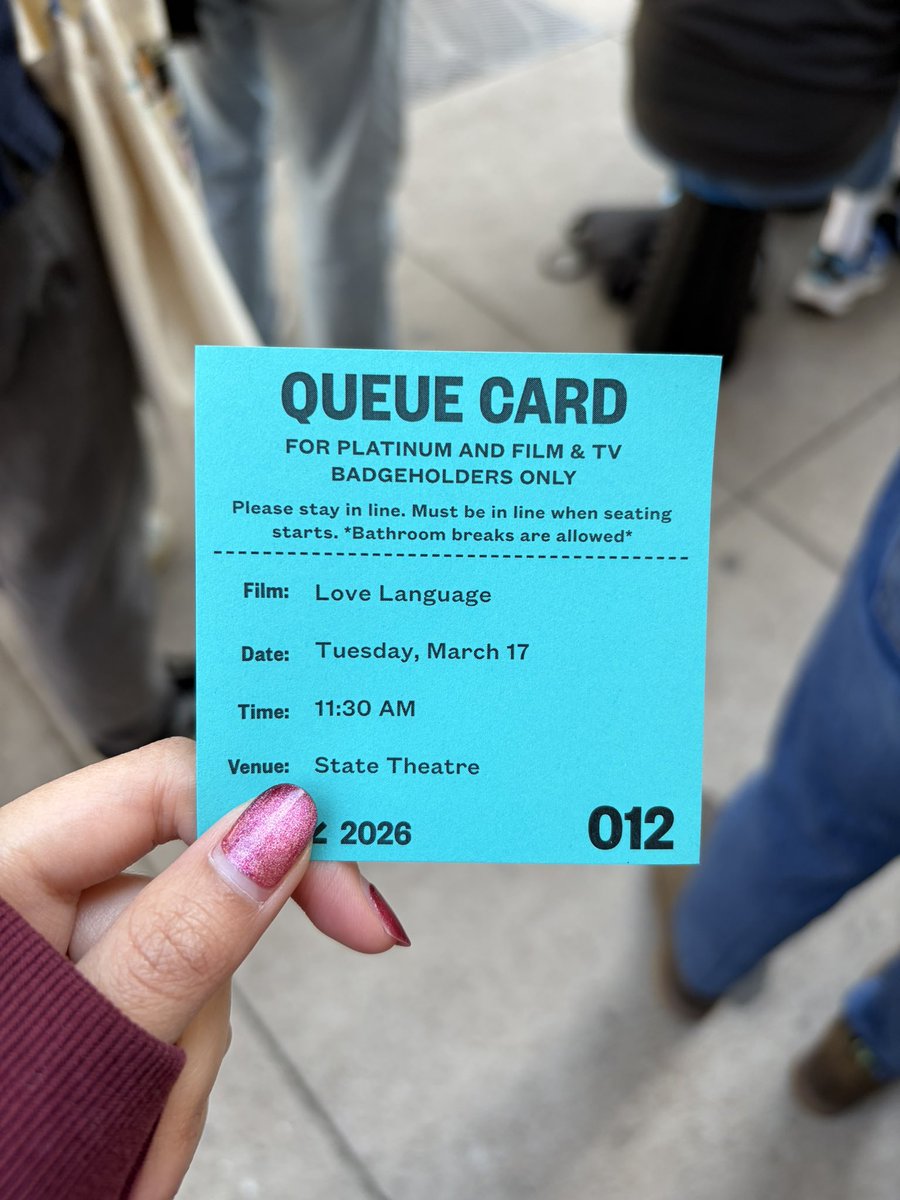 QUEUE CARD
FOR PLATINUM AND FILM & TV
BADGEHOLDERS ONLY
Please stay in line. Must be in line when seating
starts. *Bathroom breaks are allowed*
Film: Love Language
Date: Tuesday, March 17
Time: 11:30 AM
Venue: State Theatre
2026 012